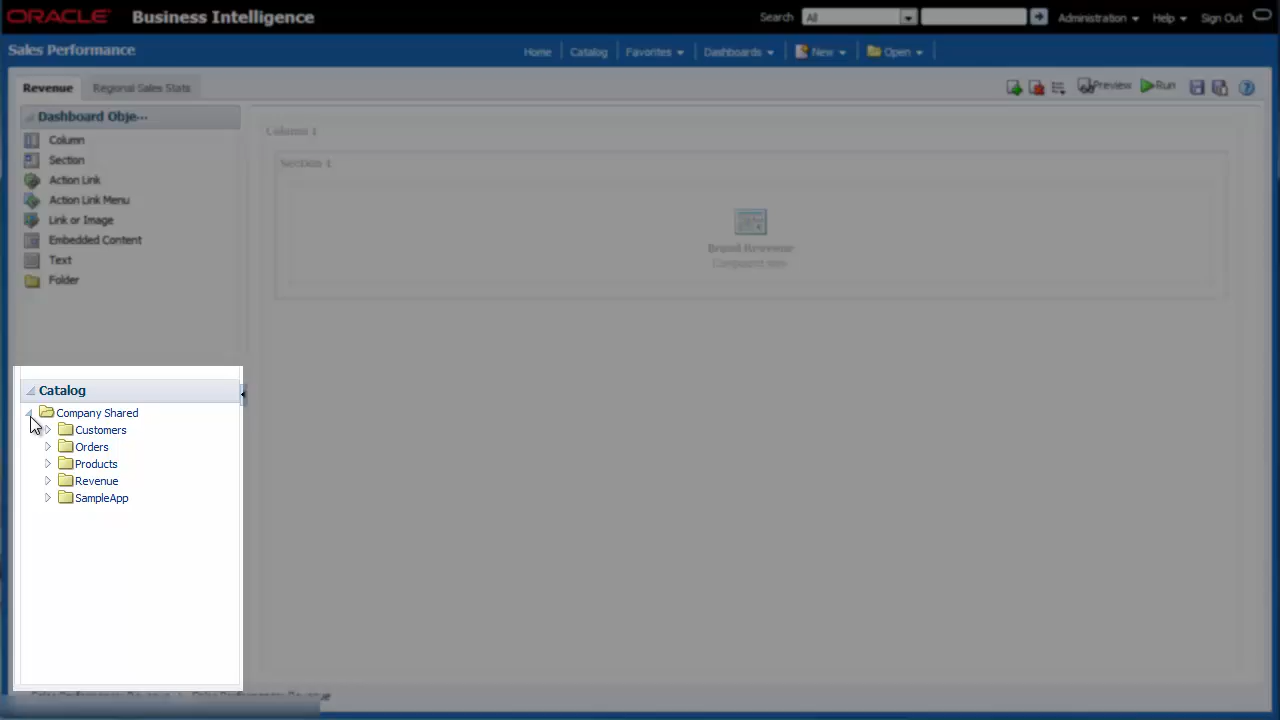 ORACLE Business Intelligence
Search All Administration Help Sign Out
Sales Performance
Home Catalog Favorites Dashboards New Open
Revenue Regional Sales Stats
Preview Run
Dashboard Obje...
Column
Section
Action Link
Action Link Menu
Link or Image
Embedded Content
Text
Folder
Column 1
Section 1
Brand Revenue
Catalog
Company Shared
Customers
Orders
Products
Revenue
SampleApp